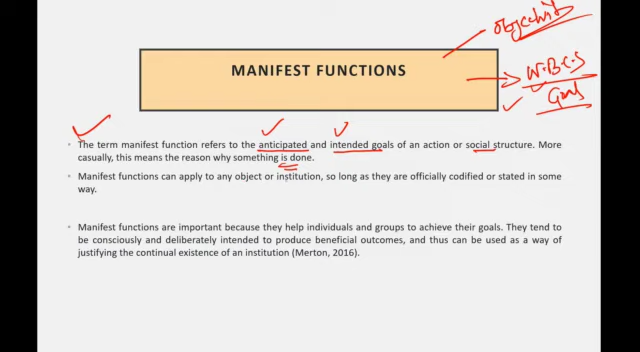 objectivity
MANIFEST FUNCTIONS
W.B.C.S
Goals
• The term manifest function refers to the anticipated and intended goals of an action or social structure. More
casually, this means the reason why something is done.
• Manifest functions can apply to any object or institution, so long as they are officially codified or stated in some
way.
• Manifest functions are important because they help individuals and groups to achieve their goals. They tend to
be consciously and deliberately intended to produce beneficial outcomes, and thus can be used as a way of
justifying the continual existence of an institution (Merton, 2016).